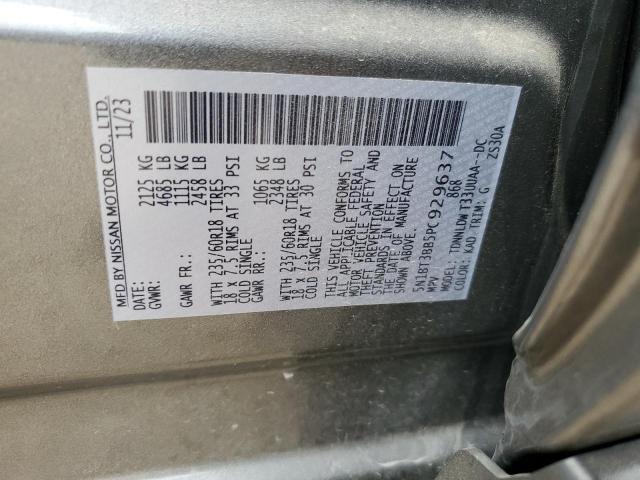 MFD BY NISSAN MOTOR CO., LTD.
DATE: 11/23
GVWR: 2125 KG
4685 LB
GAWR FR.: 1115 KG
2458 LB
WITH 235/60R18 TIRES
18 X 7.5 RIMS AT 33 PSI
COLD SINGLE
GAWR RR.: 1065 KG
2348 LB
WITH 235/60R18 TIRES
18 X 7.5 RIMS AT 30 PSI
COLD SINGLE
THIS VEHICLE CONFORMS TO
ALL APPLICABLE FEDERAL
MOTOR VEHICLE SAFETY AND
THEFT PREVENTION
STANDARDS IN EFFECT ON
THE DATE OF MANUFACTURE
SHOWN ABOVE.
5N1BT3BB5PC929637
MPV 868
MODEL: TDNNLDWT33UUAA--DC
COLOR: KAD TRIM: G ZS30A